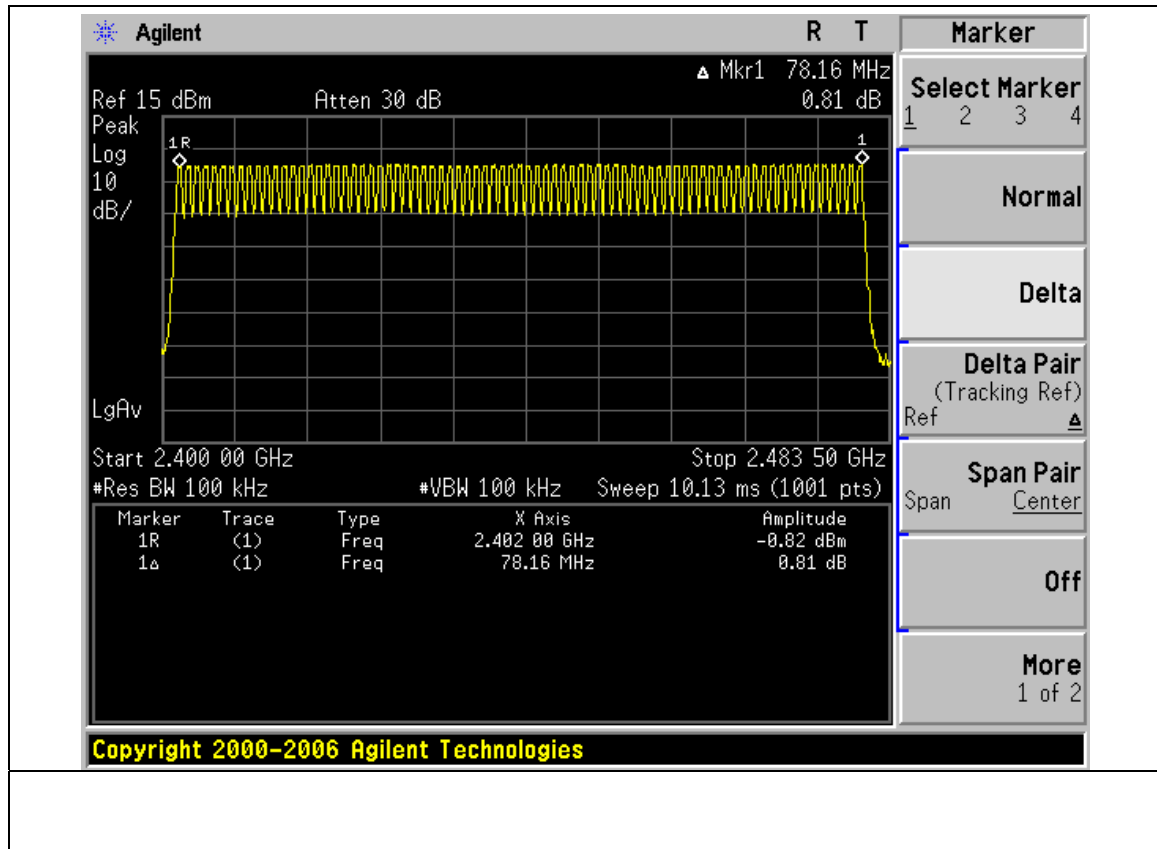 Agilent R T
Marker
Δ Mkr1 78.16 MHz
Ref 15 dBm Atten 30 dB 0.81 dB
Peak
Log
10
dB/
1R
1
LgAv
Start 2.400 00 GHz Stop 2.483 50 GHz
#Res BW 100 kHz #VBW 100 kHz Sweep 10.13 ms (1001 pts)
Marker Trace Type X Axis Amplitude
1R (1) Freq 2.402 00 GHz -0.82 dBm
1Δ (1) Freq 78.16 MHz 0.81 dB
Select Marker
1 2 3 4
Normal
Delta
Delta Pair
(Tracking Ref)
Ref Δ
Span Pair
Span Center
Off
More
1 of 2
Copyright 2000-2006 Agilent Technologies